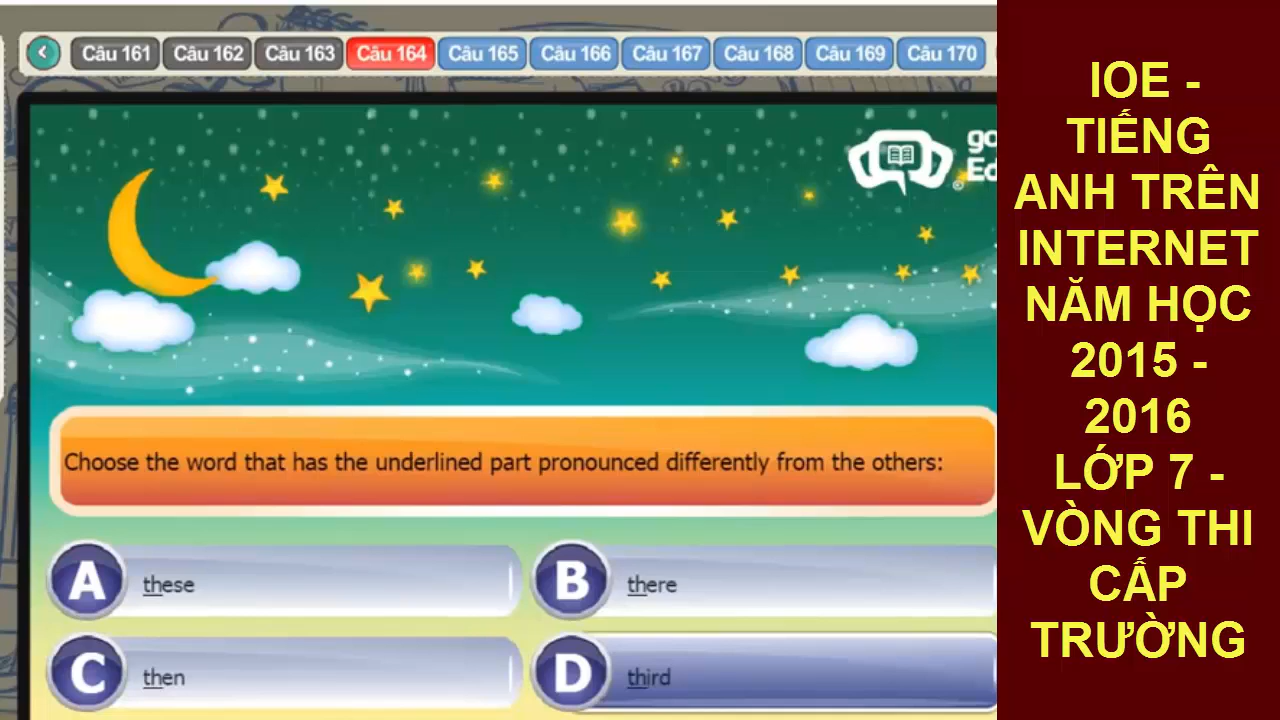 Câu 161 Câu 162 Câu 163 Câu 164 Câu 165 Câu 166 Câu 167 Câu 168 Câu 169 Câu 170
Choose the word that has the underlined part pronounced differently from the others:
A these
B there
C then
D third
IOE -
TIẾNG
ANH TRÊN
INTERNET
NĂM HỌC
2015 -
2016
LỚP 7 -
VÒNG THI
CẤP
TRƯỜNG